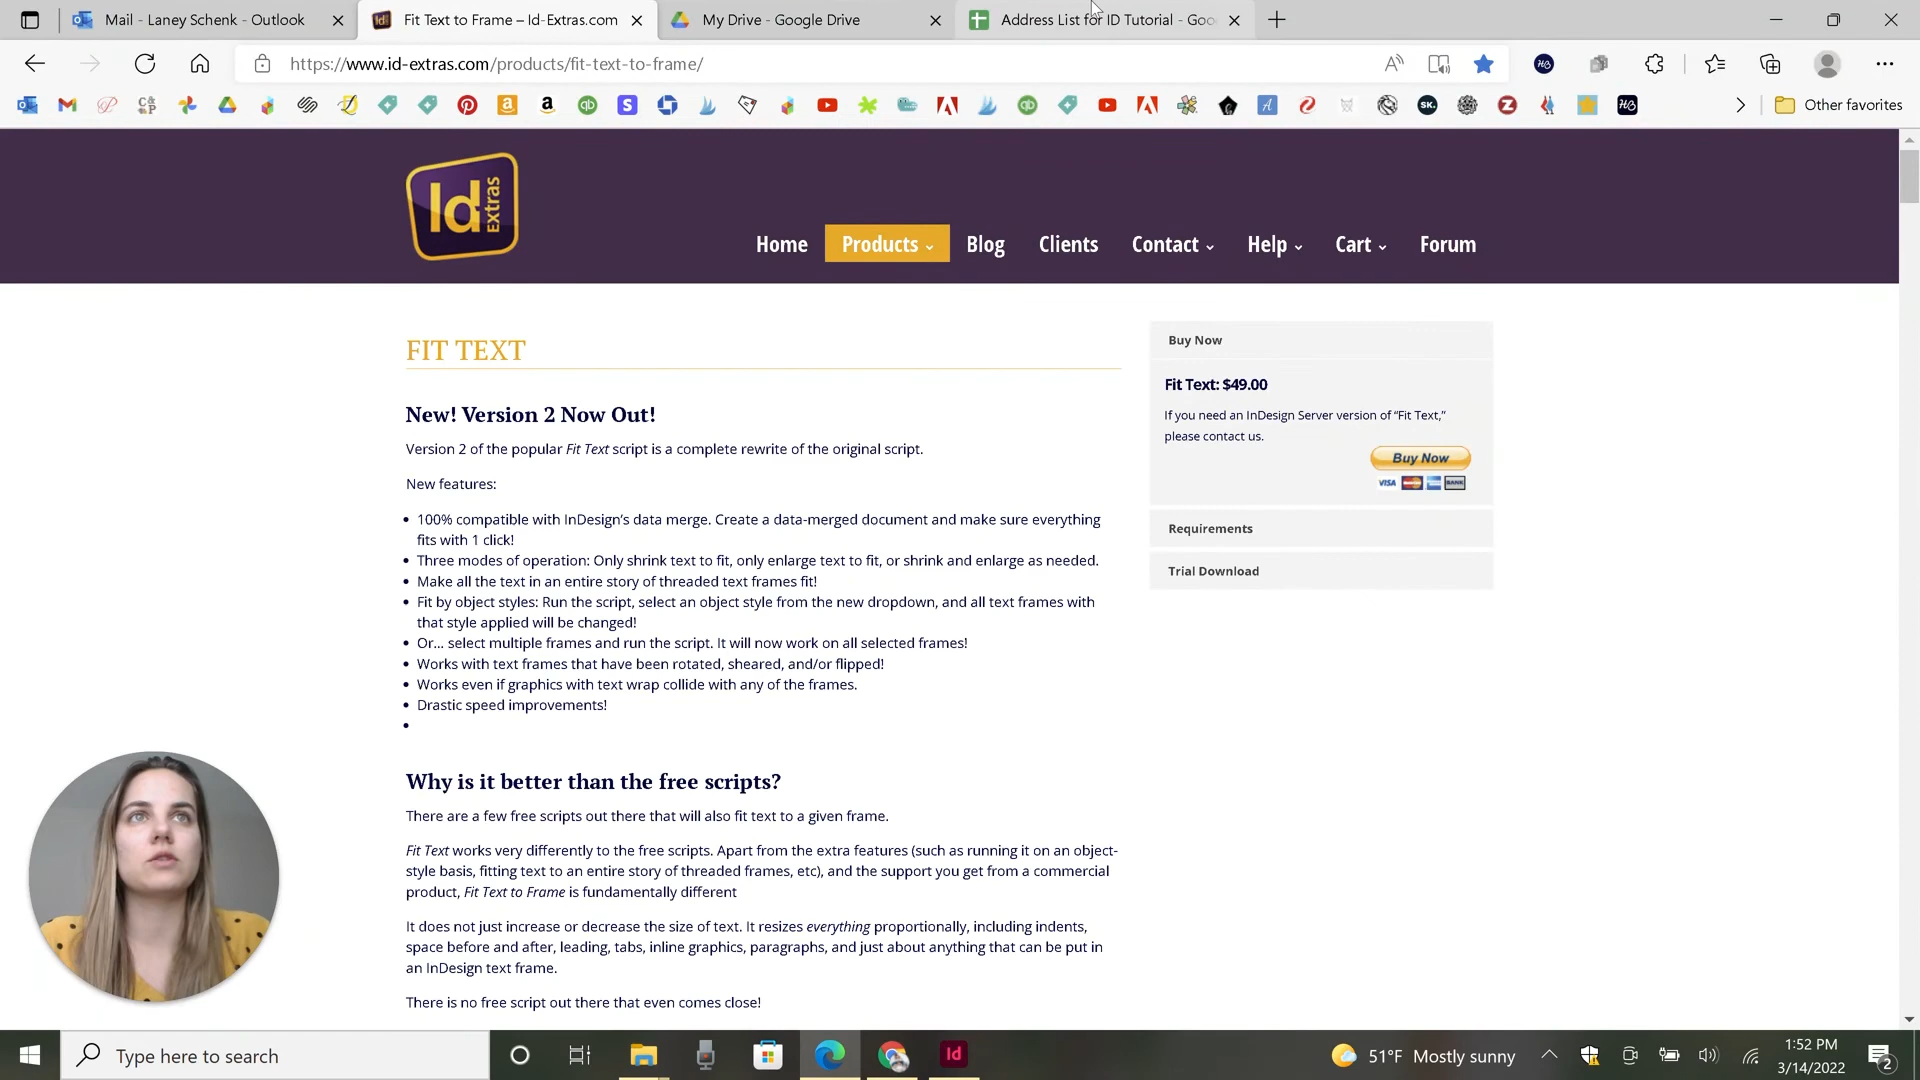 Mail - Laney Schenk - Outlook
Fit Text to Frame – Id-Extras.com
My Drive - Google Drive
Address List for ID Tutorial - Goo
https://www.id-extras.com/products/fit-text-to-frame/
Other favorites
Id Extras
Home Products Blog Clients Contact Help Cart Forum
FIT TEXT
New! Version 2 Now Out!
Version 2 of the popular Fit Text script is a complete rewrite of the original script.
New features:
• 100% compatible with InDesign’s data merge. Create a data-merged document and make sure everything
fits with 1 click!
• Three modes of operation: Only shrink text to fit, only enlarge text to fit, or shrink and enlarge as needed.
• Make all the text in an entire story of threaded text frames fit!
• Fit by object styles: Run the script, select an object style from the new dropdown, and all text frames with
that style applied will be changed!
• Or... select multiple frames and run the script. It will now work on all selected frames!
• Works with text frames that have been rotated, sheared, and/or flipped!
• Works even if graphics with text wrap collide with any of the frames.
• Drastic speed improvements!
•
Why is it better than the free scripts?
There are a few free scripts out there that will also fit text to a given frame.
Fit Text works very differently to the free scripts. Apart from the extra features (such as running it on an object-
style basis, fitting text to an entire story of threaded frames, etc), and the support you get from a commercial
product, Fit Text to Frame is fundamentally different
It does not just increase or decrease the size of text. It resizes everything proportionally, including indents,
space before and after, leading, tabs, inline graphics, paragraphs, and just about anything that can be put in
an InDesign text frame.
There is no free script out there that even comes close!
Buy Now
Fit Text: $49.00
If you need an InDesign Server version of “Fit Text,”
please contact us.
Buy Now
VISA
BANK
Requirements
Trial Download
Type here to search
Id
51°F Mostly sunny
1:52 PM
3/14/2022
2